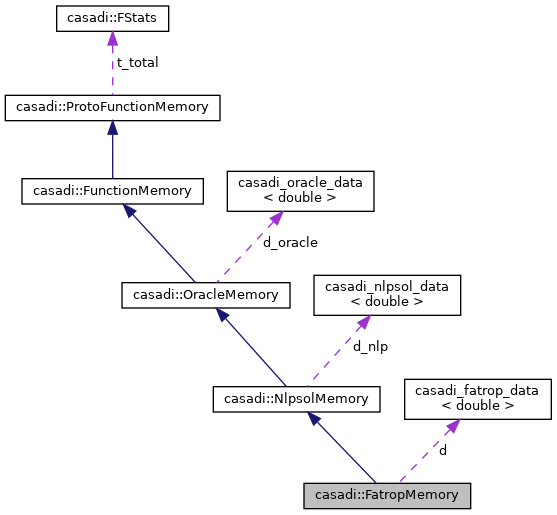 casadi::FStats
t_total
casadi::ProtoFunctionMemory
casadi::FunctionMemory
casadi_oracle_data
< double >
d_oracle
casadi::OracleMemory
casadi_nlpsol_data
< double >
d_nlp
casadi::NlpsolMemory
casadi_fatrop_data
< double >
d
casadi::FatropMemory